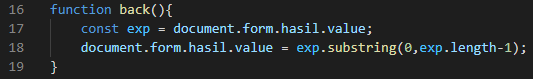 16 function back(){
17     const exp = document.form.hasil.value;
18     document.form.hasil.value = exp.substring(0,exp.length-1);
19 }